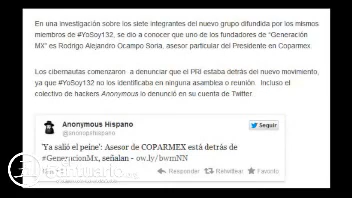 En una investigación sobre los siete integrantes del nuevo grupo difundida por los mismos
miembros de #YoSoy132, se dio a conocer que uno de los fundadores de “Generación
MX” es Rodrigo Alejandro Ocampo Soria, asesor particular del Presidente en Coparmex.
Los cibernautas comenzaron a denunciar que el PRI estaba detrás del nuevo movimiento,
ya que #YoSoy132 no los identificaba en ninguna asamblea o reunión. Incluso el
colectivo de hackers Anonymous lo denunció en su cuenta de Twitter.
Anonymous Hispano
@anonopshispano
Seguir
'Ya salió el peine': Asesor de COPARMEX está detrás de
#GeneracionMx, señalan - ow.ly/bwmNN
Responder Retwittear Favorito